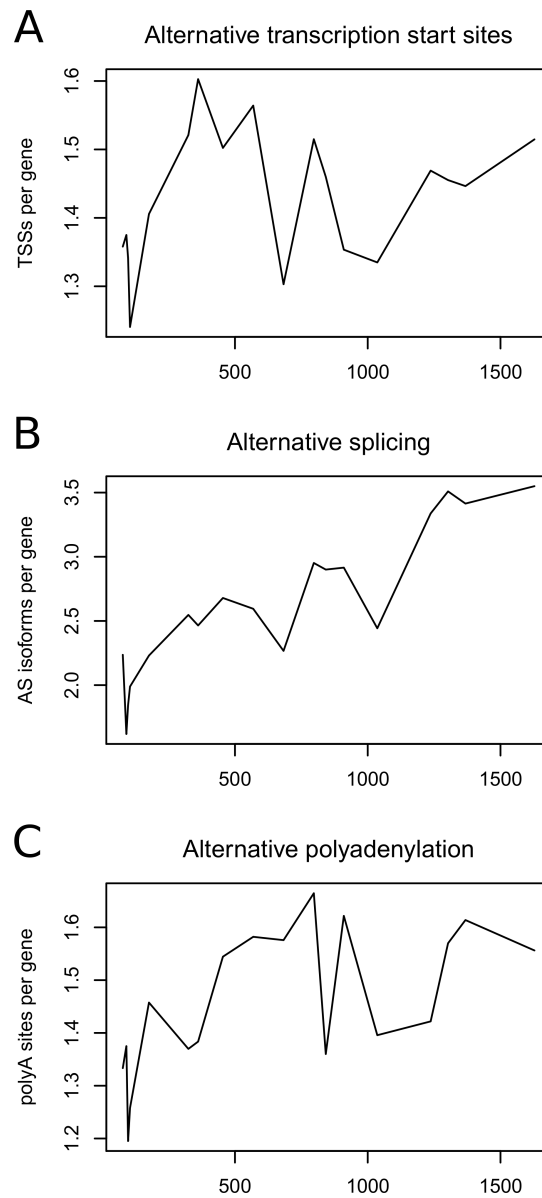 A
Alternative transcription start sites
TSSs per gene
1.6
1.5
1.4
1.3
500 1000 1500
B
Alternative splicing
AS isoforms per gene
3.5
3.0
2.5
2.0
500 1000 1500
C
Alternative polyadenylation
polyA sites per gene
1.6
1.5
1.4
1.3
1.2
500 1000 1500